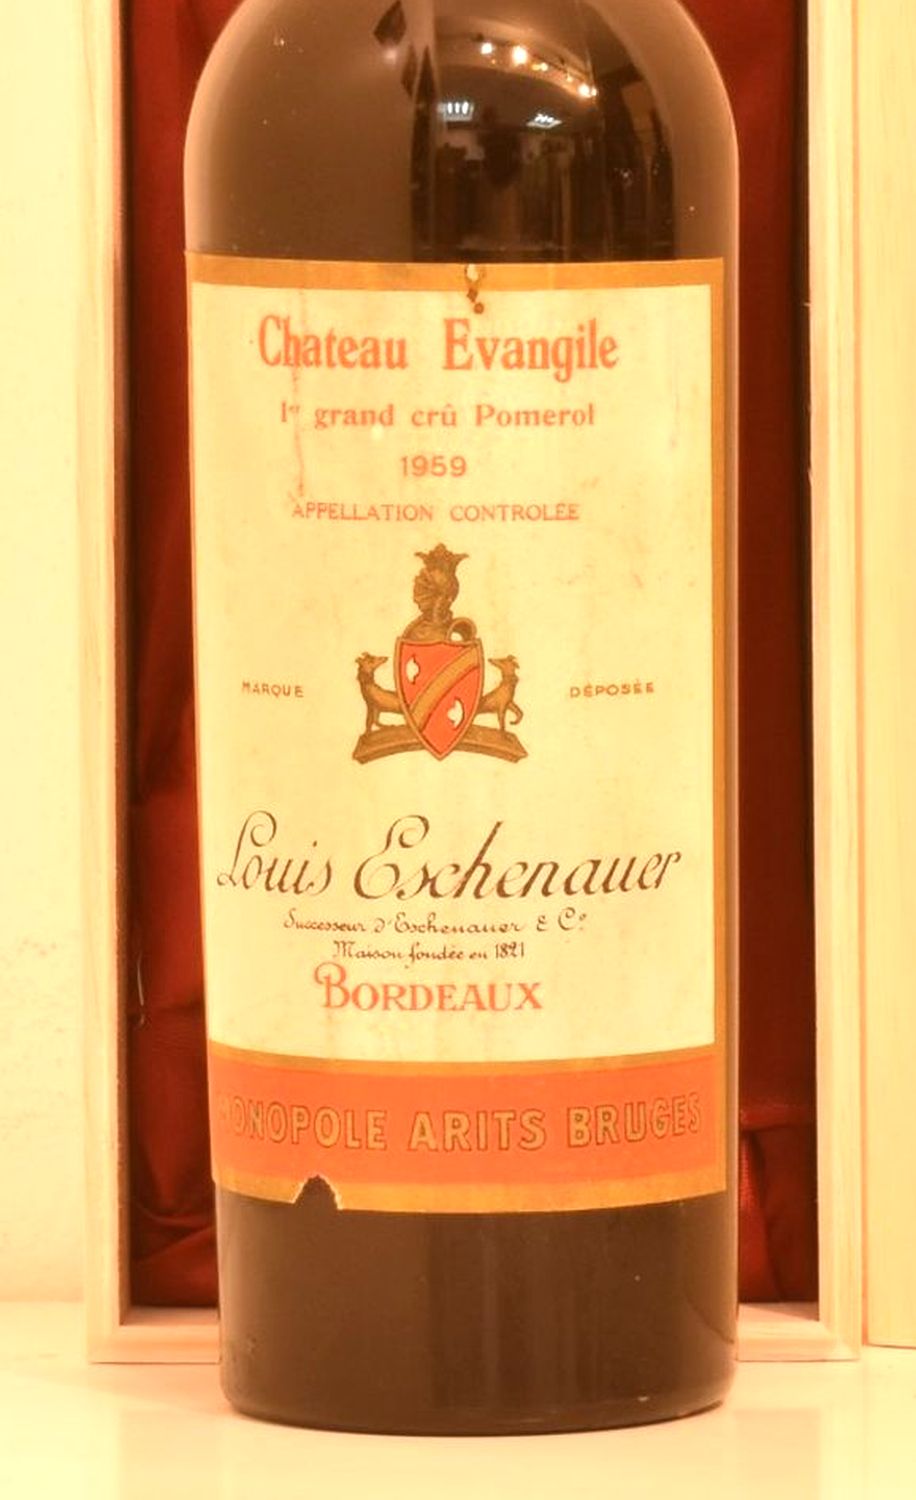 Chateau Evangile
1er grand crû Pomerol
1959
APPELLATION CONTROLÉE
MARQUE DÉPOSÉE
Louis Eschenauer
Successeur d'Eschenauer & Co
Maison fondée en 1821
BORDEAUX
MONOPOLE ARITS BRUGES